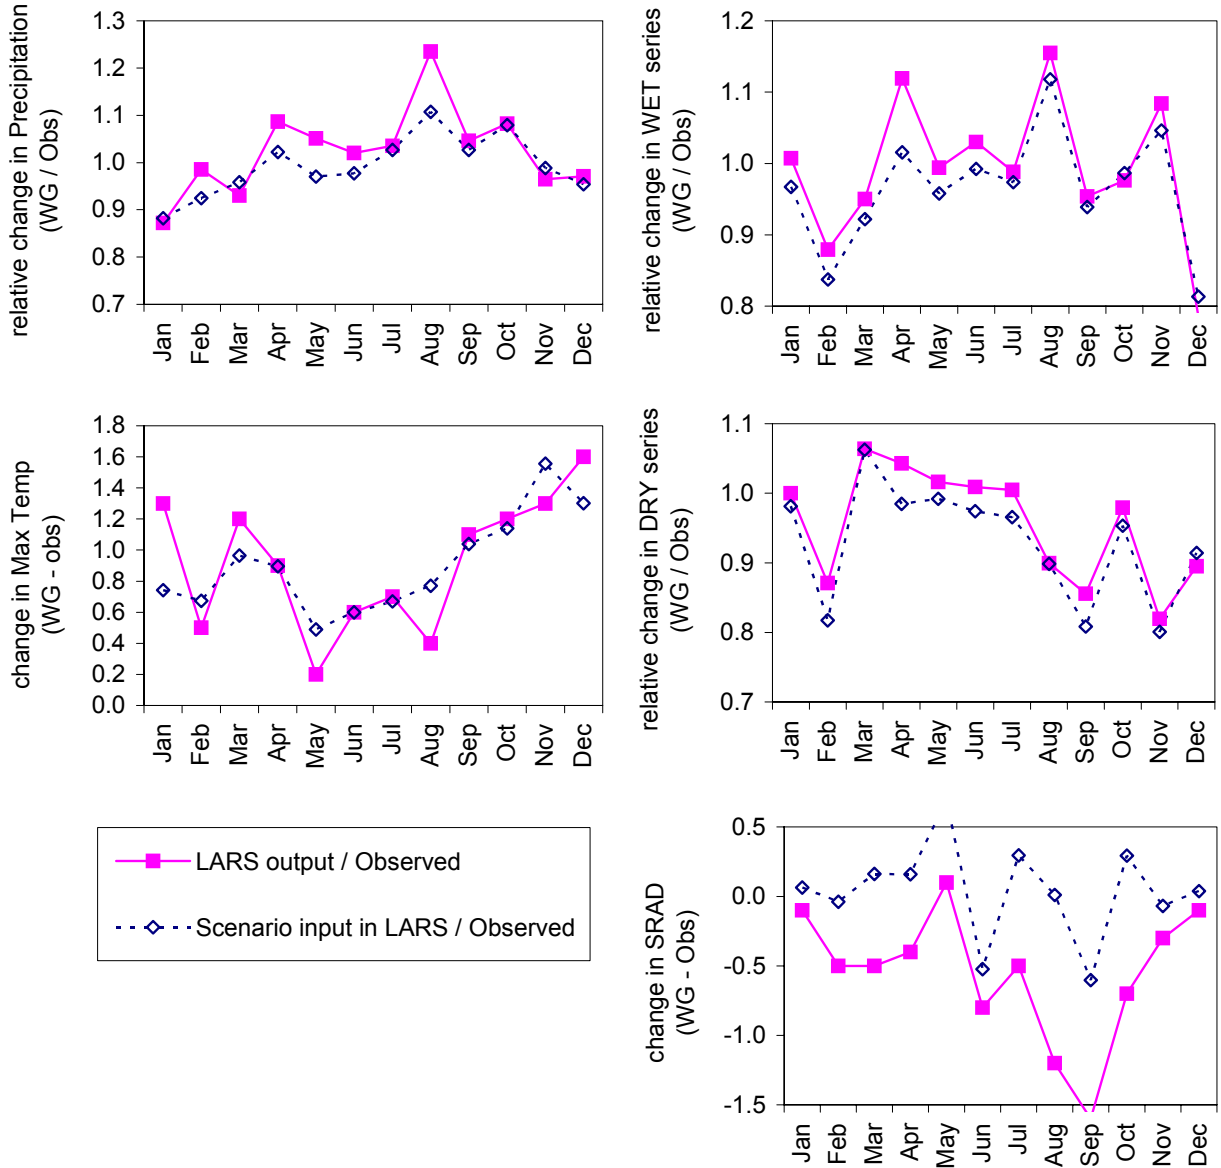 relative change in Precipitation
(WG / Obs)
1.3
1.2
1.1
1.0
0.9
0.8
0.7
Jan
Feb
Mar
Apr
May
Jun
Jul
Aug
Sep
Oct
Nov
Dec
relative change in WET series
(WG / Obs)
1.2
1.1
1.0
0.9
0.8
Jan
Feb
Mar
Apr
May
Jun
Jul
Aug
Sep
Oct
Nov
Dec
change in Max Temp
(WG - obs)
1.8
1.6
1.4
1.2
1.0
0.8
0.6
0.4
0.2
0.0
Jan
Feb
Mar
Apr
May
Jun
Jul
Aug
Sep
Oct
Nov
Dec
relative change in DRY series
(WG / Obs)
1.1
1.0
0.9
0.8
0.7
Jan
Feb
Mar
Apr
May
Jun
Jul
Aug
Sep
Oct
Nov
Dec
LARS output / Observed
Scenario input in LARS / Observed
change in SRAD
(WG - Obs)
0.5
0.0
-0.5
-1.0
-1.5
Jan
Feb
Mar
Apr
May
Jun
Jul
Aug
Sep
Oct
Nov
Dec